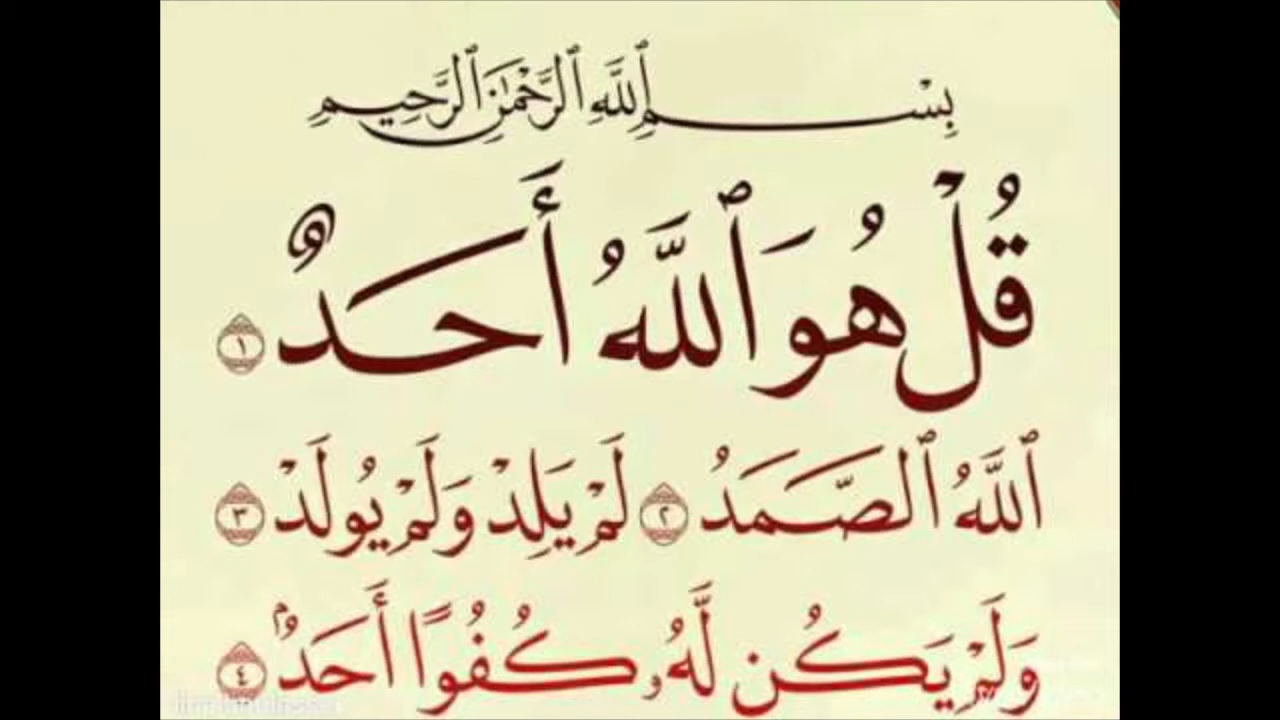 بِسْمِ ٱللَّهِ ٱلرَّحْمَٰنِ ٱلرَّحِيمِ
قُلْ هُوَ ٱللَّهُ أَحَدٌ ١
ٱللَّهُ ٱلصَّمَدُ ٢ لَمْ يَلِدْ وَلَمْ يُولَدْ ٣
وَلَمْ يَكُن لَّهُۥ كُفُوًا أَحَدٌۢ ٤